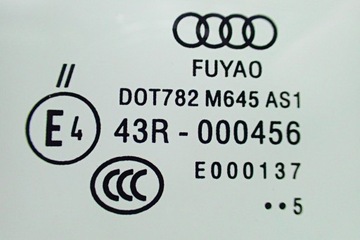 FUYAO
//
DOT782 M645 AS1
E4 43R-000456
CCC E000137
••5